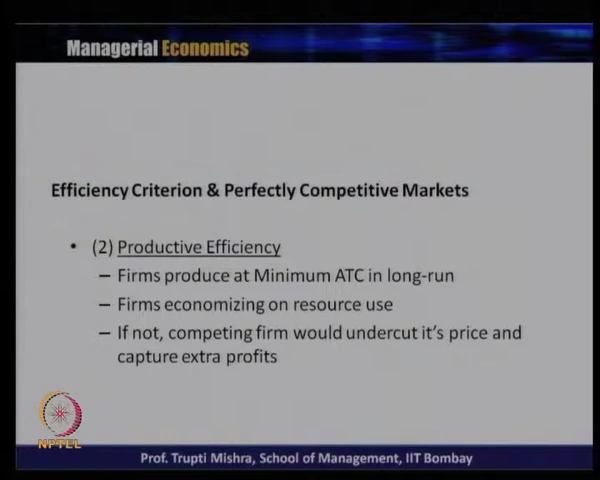 Managerial Economics
Efficiency Criterion & Perfectly Competitive Markets
• (2) Productive Efficiency
– Firms produce at Minimum ATC in long-run
– Firms economizing on resource use
– If not, competing firm would undercut it's price and
capture extra profits
NPTEL
Prof. Trupti Mishra, School of Management, IIT Bombay